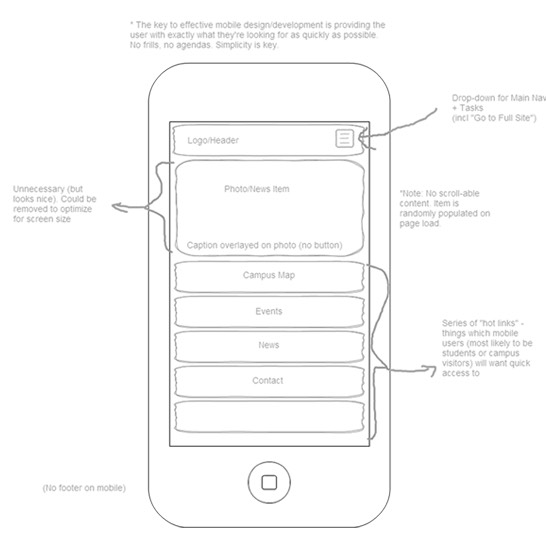 * The key to effective mobile design/development is providing the
user with exactly what they're looking for as quickly as possible.
No frills, no agendas. Simplicity is key.
Drop-down for Main Nav
+ Tasks
(incl "Go to Full Site")
Logo/Header
Unnecessary (but
looks nice). Could be
removed to optimize
for screen size
Photo/News Item
*Note: No scroll-able
content. Item is
randomly populated on
page load.
Caption overlayed on photo (no button)
Campus Map
Events
News
Contact
Series of "hot links" -
things which mobile
users (most likely to be
students or campus
visitors) will want quick
access to
(No footer on mobile)